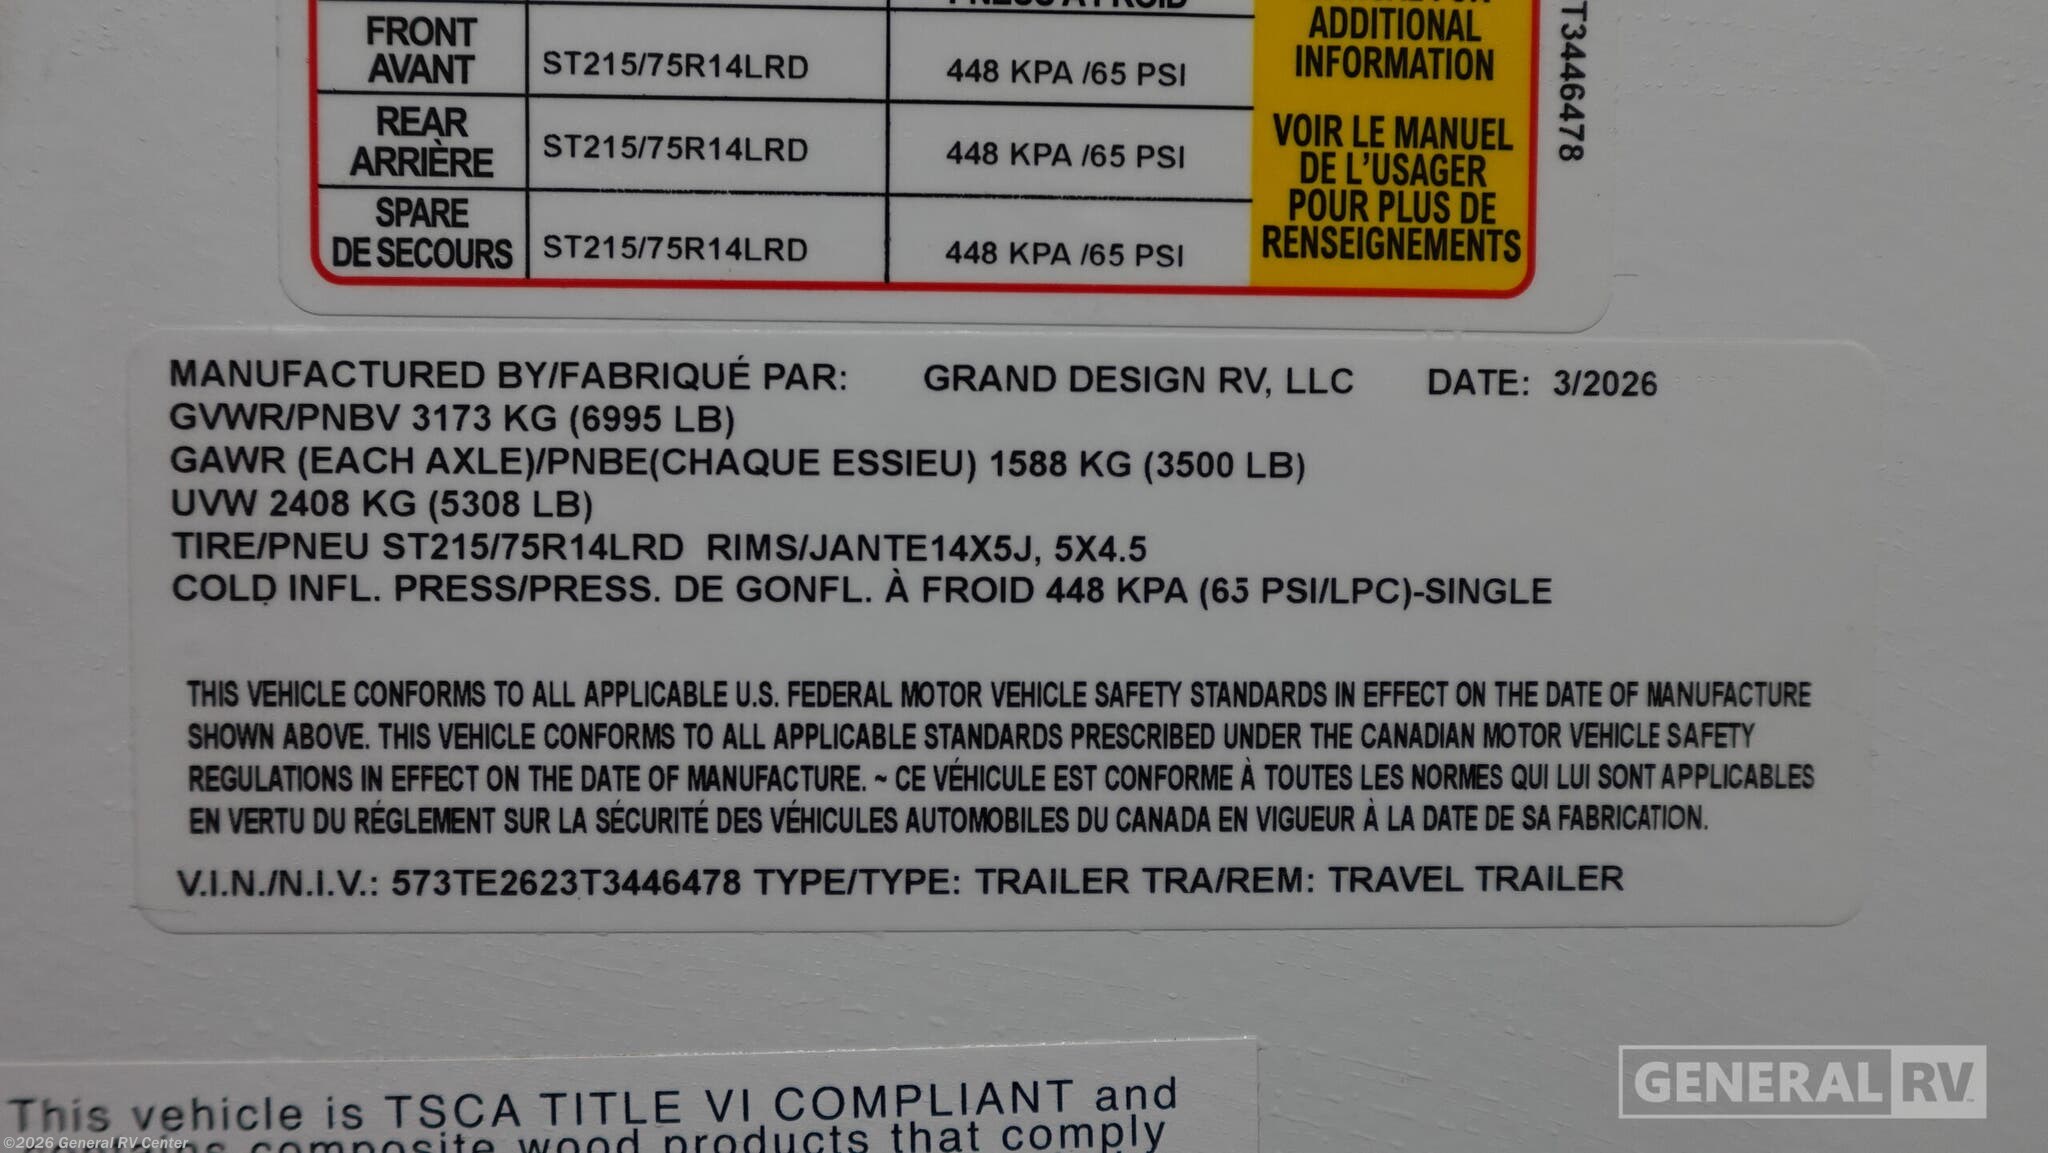 FRONT
AVANT
ST215/75R14LRD
448 KPA /65 PSI
REAR
ARRIÈRE
ST215/75R14LRD
448 KPA /65 PSI
SPARE
DE SECOURS
ST215/75R14LRD
448 KPA /65 PSI
ADDITIONAL
INFORMATION
VOIR LE MANUEL
DE L'USAGER
POUR PLUS DE
RENSEIGNEMENTS
T3446478
MANUFACTURED BY/FABRIQUÉ PAR: GRAND DESIGN RV, LLC DATE: 3/2026
GVWR/PNBV 3173 KG (6995 LB)
GAWR (EACH AXLE)/PNBE(CHAQUE ESSIEU) 1588 KG (3500 LB)
UVW 2408 KG (5308 LB)
TIRE/PNEU ST215/75R14LRD RIMS/JANTE14X5J, 5X4.5
COLD INFL. PRESS/PRESS. DE GONFL. À FROID 448 KPA (65 PSI/LPC)-SINGLE
THIS VEHICLE CONFORMS TO ALL APPLICABLE U.S. FEDERAL MOTOR VEHICLE SAFETY STANDARDS IN EFFECT ON THE DATE OF MANUFACTURE
SHOWN ABOVE. THIS VEHICLE CONFORMS TO ALL APPLICABLE STANDARDS PRESCRIBED UNDER THE CANADIAN MOTOR VEHICLE SAFETY
REGULATIONS IN EFFECT ON THE DATE OF MANUFACTURE. ~ CE VÉHICULE EST CONFORME À TOUTES LES NORMES QUI LUI SONT APPLICABLES
EN VERTU DU RÉGLEMENT SUR LA SÉCURITÉ DES VÉHICULES AUTOMOBILES DU CANADA EN VIGUEUR À LA DATE DE SA FABRICATION.
V.I.N./N.I.V.: 573TE2623T3446478 TYPE/TYPE: TRAILER TRA/REM: TRAVEL TRAILER
This vehicle is TSCA TITLE VI COMPLIANT and
composite wood products that comply
©2026 General RV Center
GENERAL RV